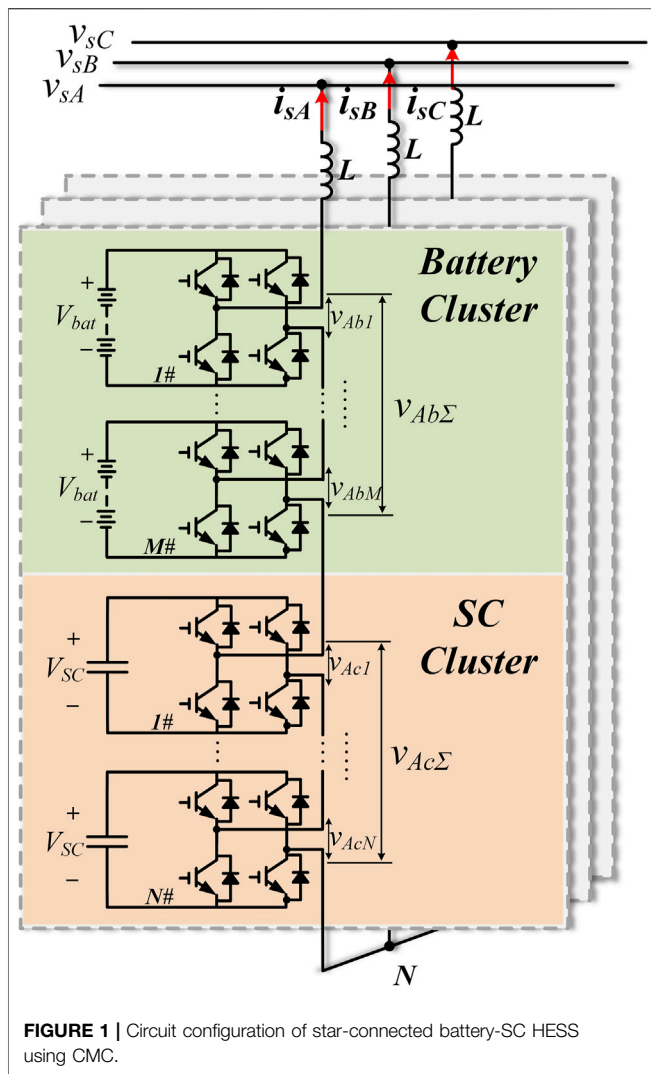 v_sC
v_sB
v_sA
i_sA i_sB i_sC L
L
L
Battery
Cluster
+
V_bat
−
1#
v_Ab1
v_AbΣ
+
V_bat
−
M#
v_AbM
SC
Cluster
+
V_SC
−
1#
v_Ac1
v_AcΣ
+
V_SC
−
N#
v_AcN
N
FIGURE 1 | Circuit configuration of star-connected battery-SC HESS
using CMC.